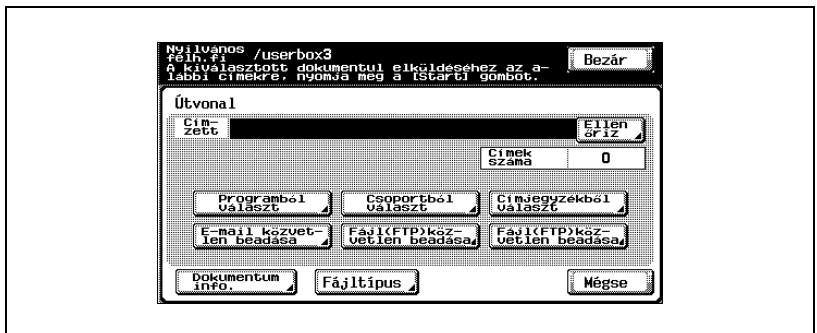 Nyilvános
félh.fi /userbox3
A kiválasztott dokumentul elküldéséhez az a-
lábbi címekre, nyomja meg a [Start] gombot.
Bezár
Útvonal
Cím-
zett
Ellen
őriz
Címek
száma 0
Programból
választ
Csoportból
választ
Címjegyzékből
választ
E-mail közvet-
len beadása
Fájl(FTP)köz-
vetlen beadása
Fájl(FTP)köz-
vetlen beadása
Dokumentum
info.
Fájltípus
Mégse